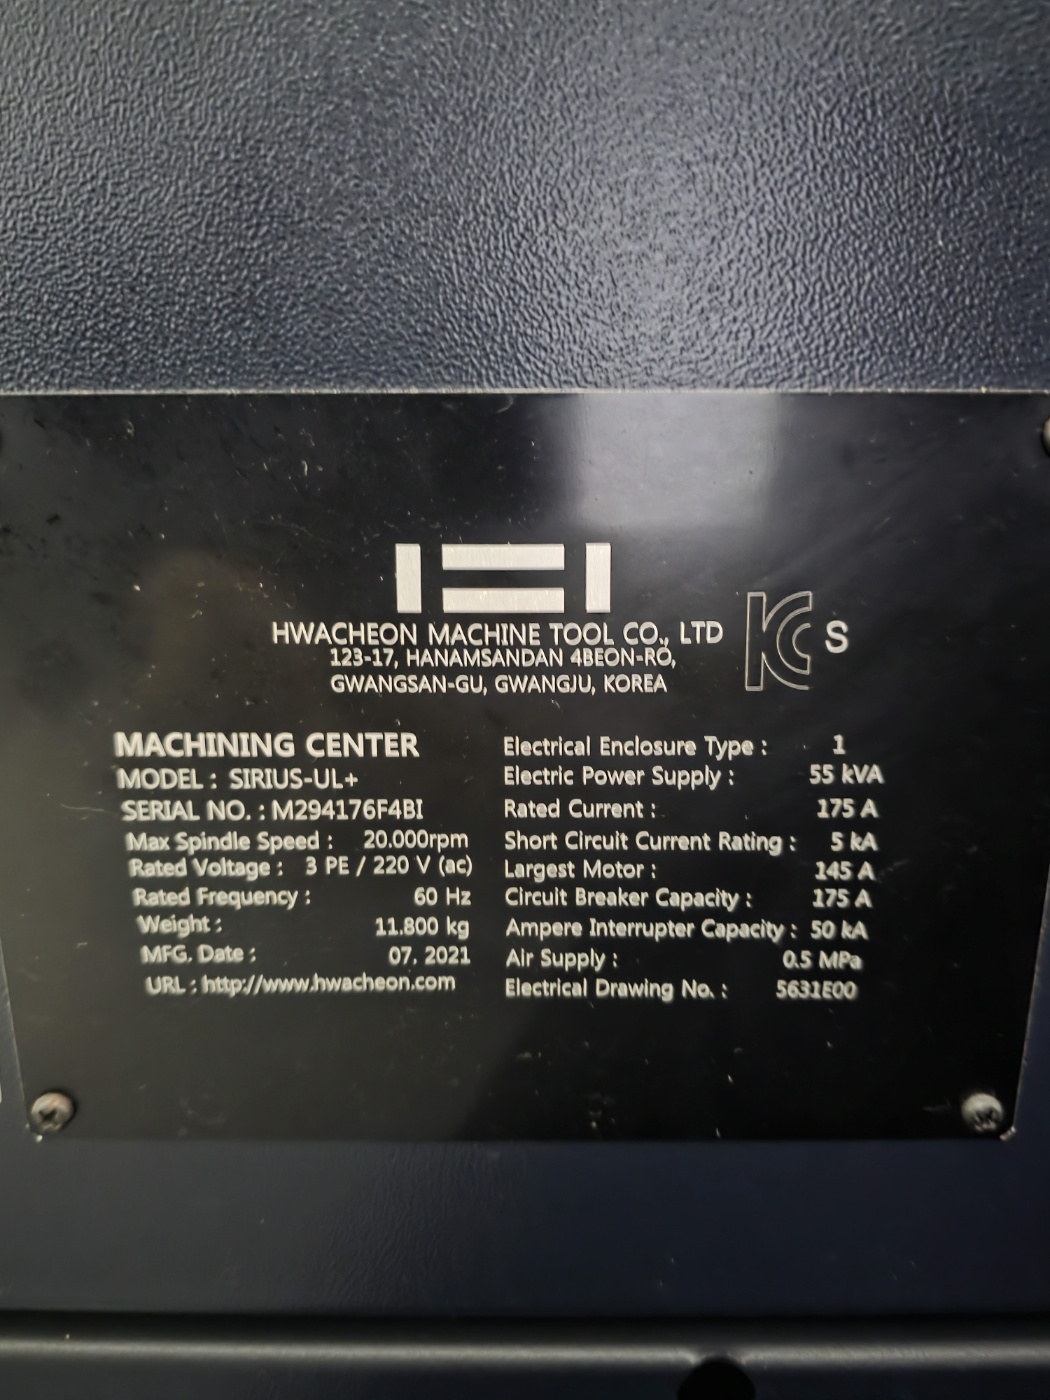 HWACHEON MACHINE TOOL CO., LTD
123-17, HANAMSANDAN 4BEON-RO,
GWANGSAN-GU, GWANGJU, KOREA
KC S
MACHINING CENTER
MODEL : SIRIUS-UL+
SERIAL NO. : M294176F4BI
Max Spindle Speed : 20.000rpm
Rated Voltage : 3 PE / 220 V (ac)
Rated Frequency : 60 Hz
Weight : 11.800 kg
MFG. Date : 07. 2021
URL : http://www.hwacheon.com
Electrical Enclosure Type : 1
Electric Power Supply : 55 kVA
Rated Current : 175 A
Short Circuit Current Rating : 5 kA
Largest Motor : 145 A
Circuit Breaker Capacity : 175 A
Ampere Interrupter Capacity : 50 kA
Air Supply : 0.5 MPa
Electrical Drawing No. : 5631E00